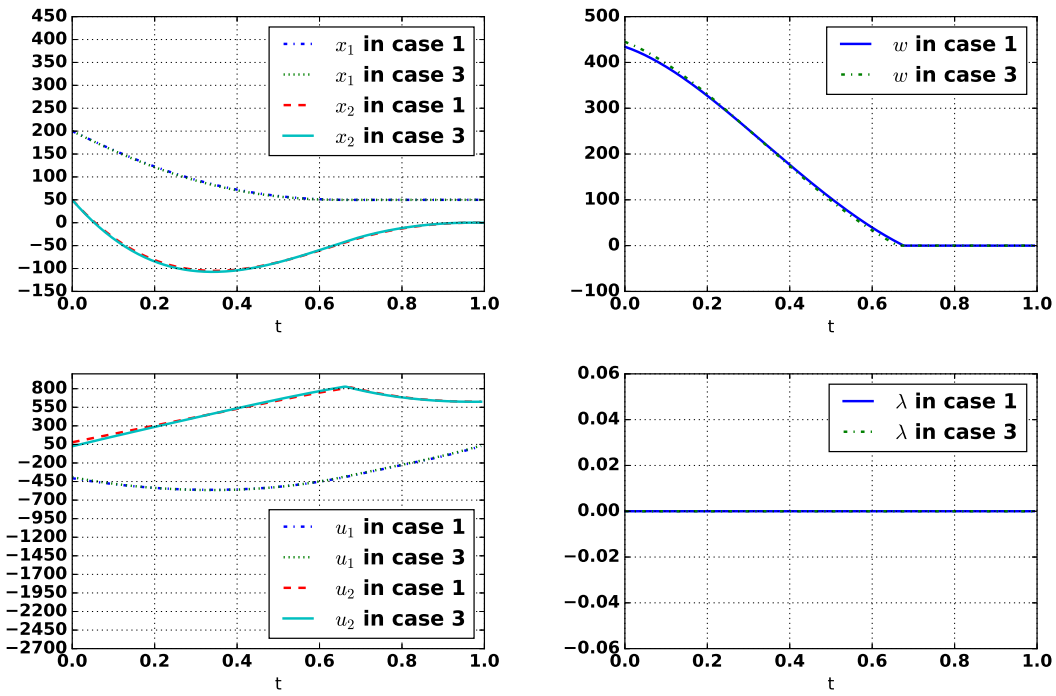 450
400
350
300
250
200
150
100
50
0
−50
−100
−150
0.0 0.2 0.4 0.6 0.8 1.0
t
x₁ in case 1
x₁ in case 3
x₂ in case 1
x₂ in case 3
500
400
300
200
100
0
−100
0.0 0.2 0.4 0.6 0.8 1.0
t
w in case 1
w in case 3
800
550
300
50
−200
−450
−700
−950
−1200
−1450
−1700
−1950
−2200
−2450
−2700
0.0 0.2 0.4 0.6 0.8 1.0
t
u₁ in case 1
u₁ in case 3
u₂ in case 1
u₂ in case 3
0.06
0.04
0.02
0.00
−0.02
−0.04
−0.06
0.0 0.2 0.4 0.6 0.8 1.0
t
λ in case 1
λ in case 3